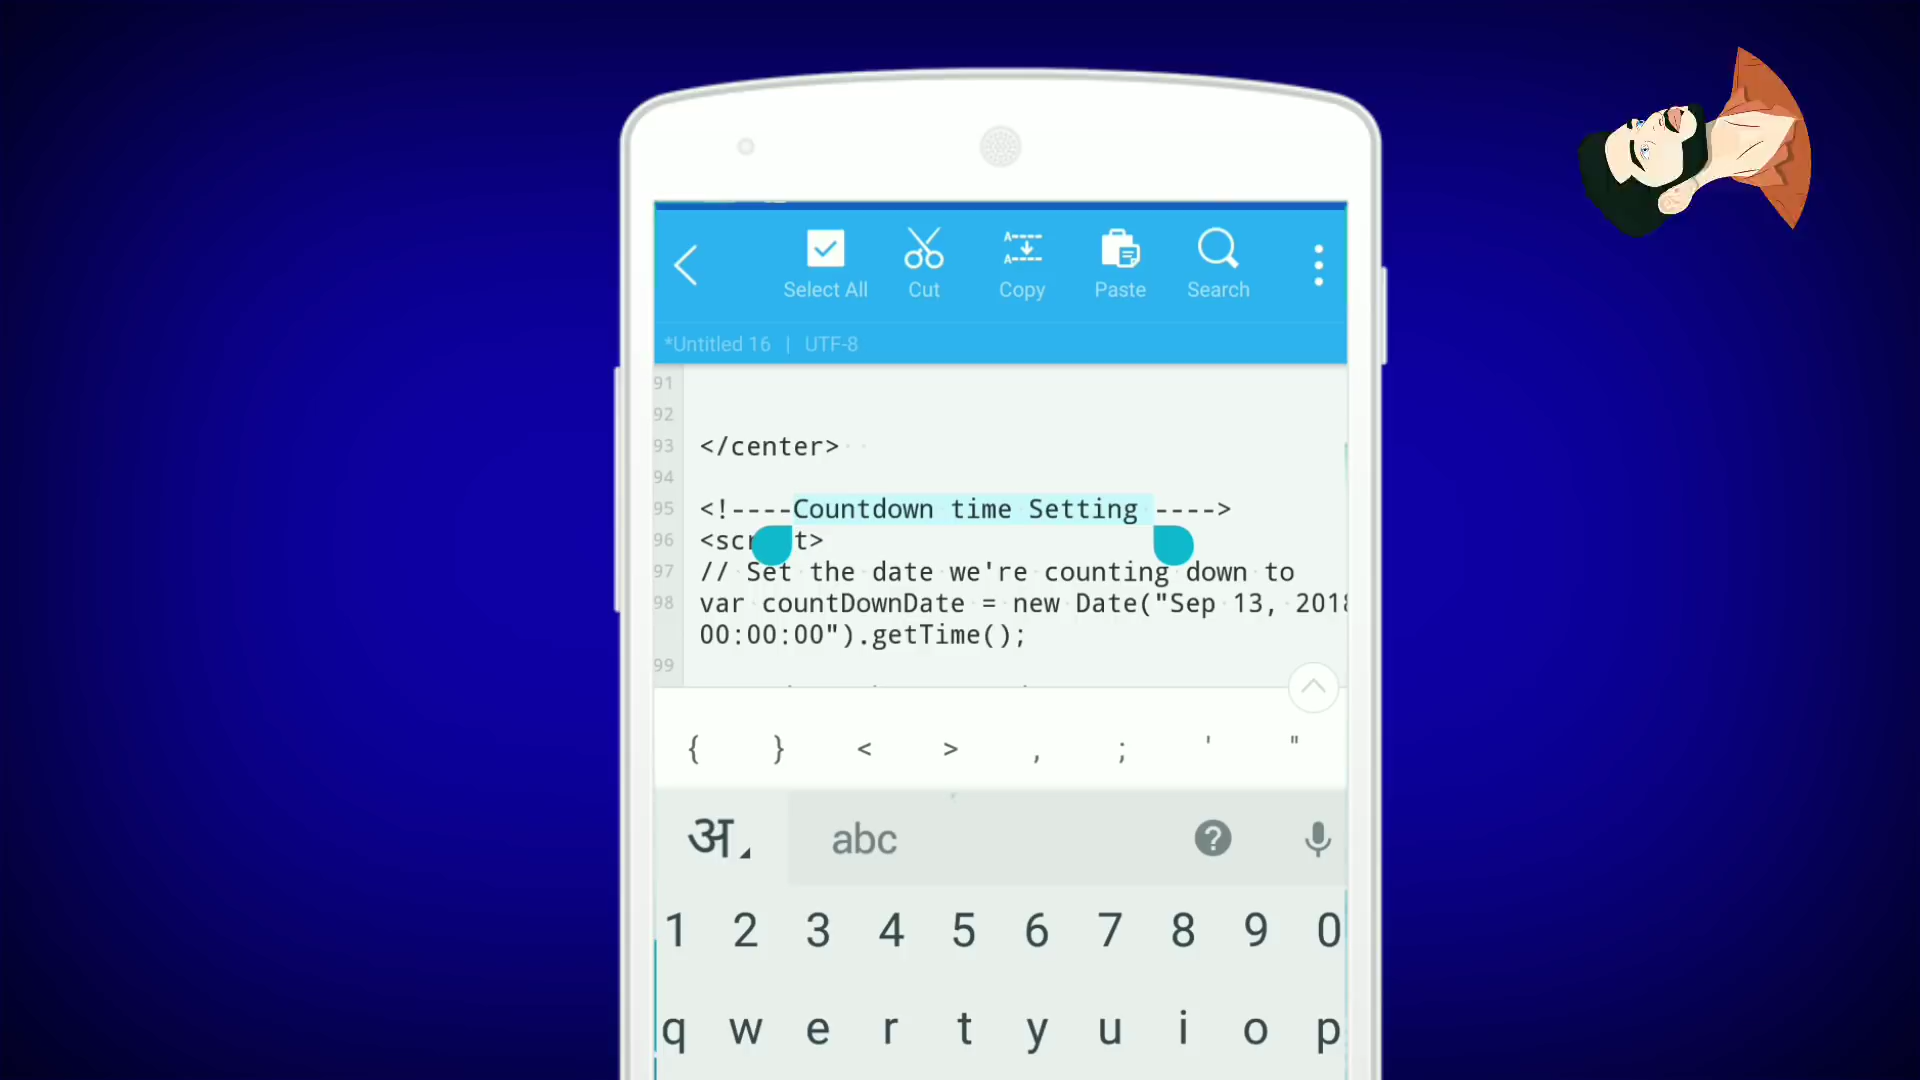 Select All Cut Copy Paste Search
*Untitled 16 | UTF-8
91
92
93 </center>
94
95 <!----Countdown time Setting ---->
96 <scr t>
97 // Set the date we're counting down to
98 var countDownDate = new Date("Sep 13, 2018
00:00:00").getTime();
99
{ } < > , ; ' "
अ abc ?
1 2 3 4 5 6 7 8 9 0
q w e r t y u i o p